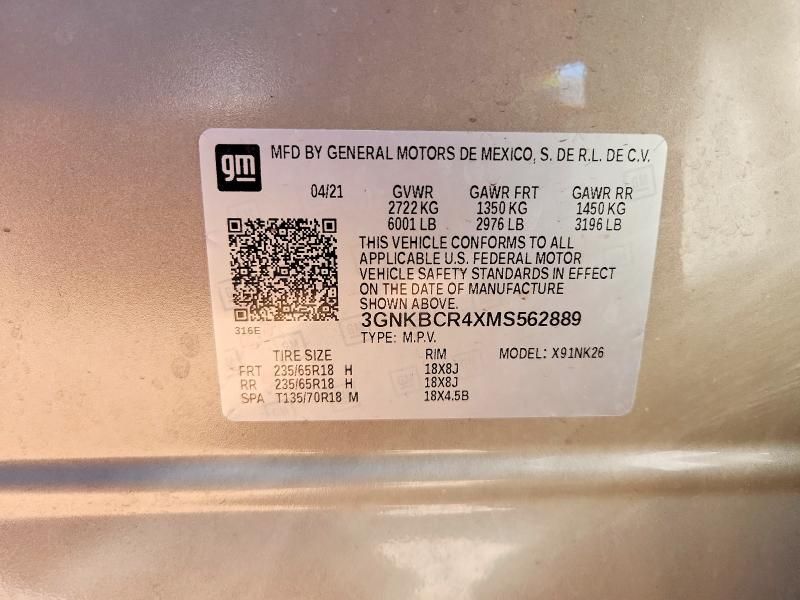 gm MFD BY GENERAL MOTORS DE MEXICO, S. DE R.L. DE C.V.
04/21 GVWR GAWR FRT GAWR RR
2722 KG 1350 KG 1450 KG
6001 LB 2976 LB 3196 LB
THIS VEHICLE CONFORMS TO ALL
APPLICABLE U.S. FEDERAL MOTOR
VEHICLE SAFETY STANDARDS IN EFFECT
ON THE DATE OF MANUFACTURE
SHOWN ABOVE.
3GNKBCR4XMS562889
316E
TYPE: M.P.V.
TIRE SIZE RIM MODEL: X91NK26
FRT 235/65R18 H 18X8J
RR 235/65R18 H 18X8J
SPA T135/70R18 M 18X4.5B